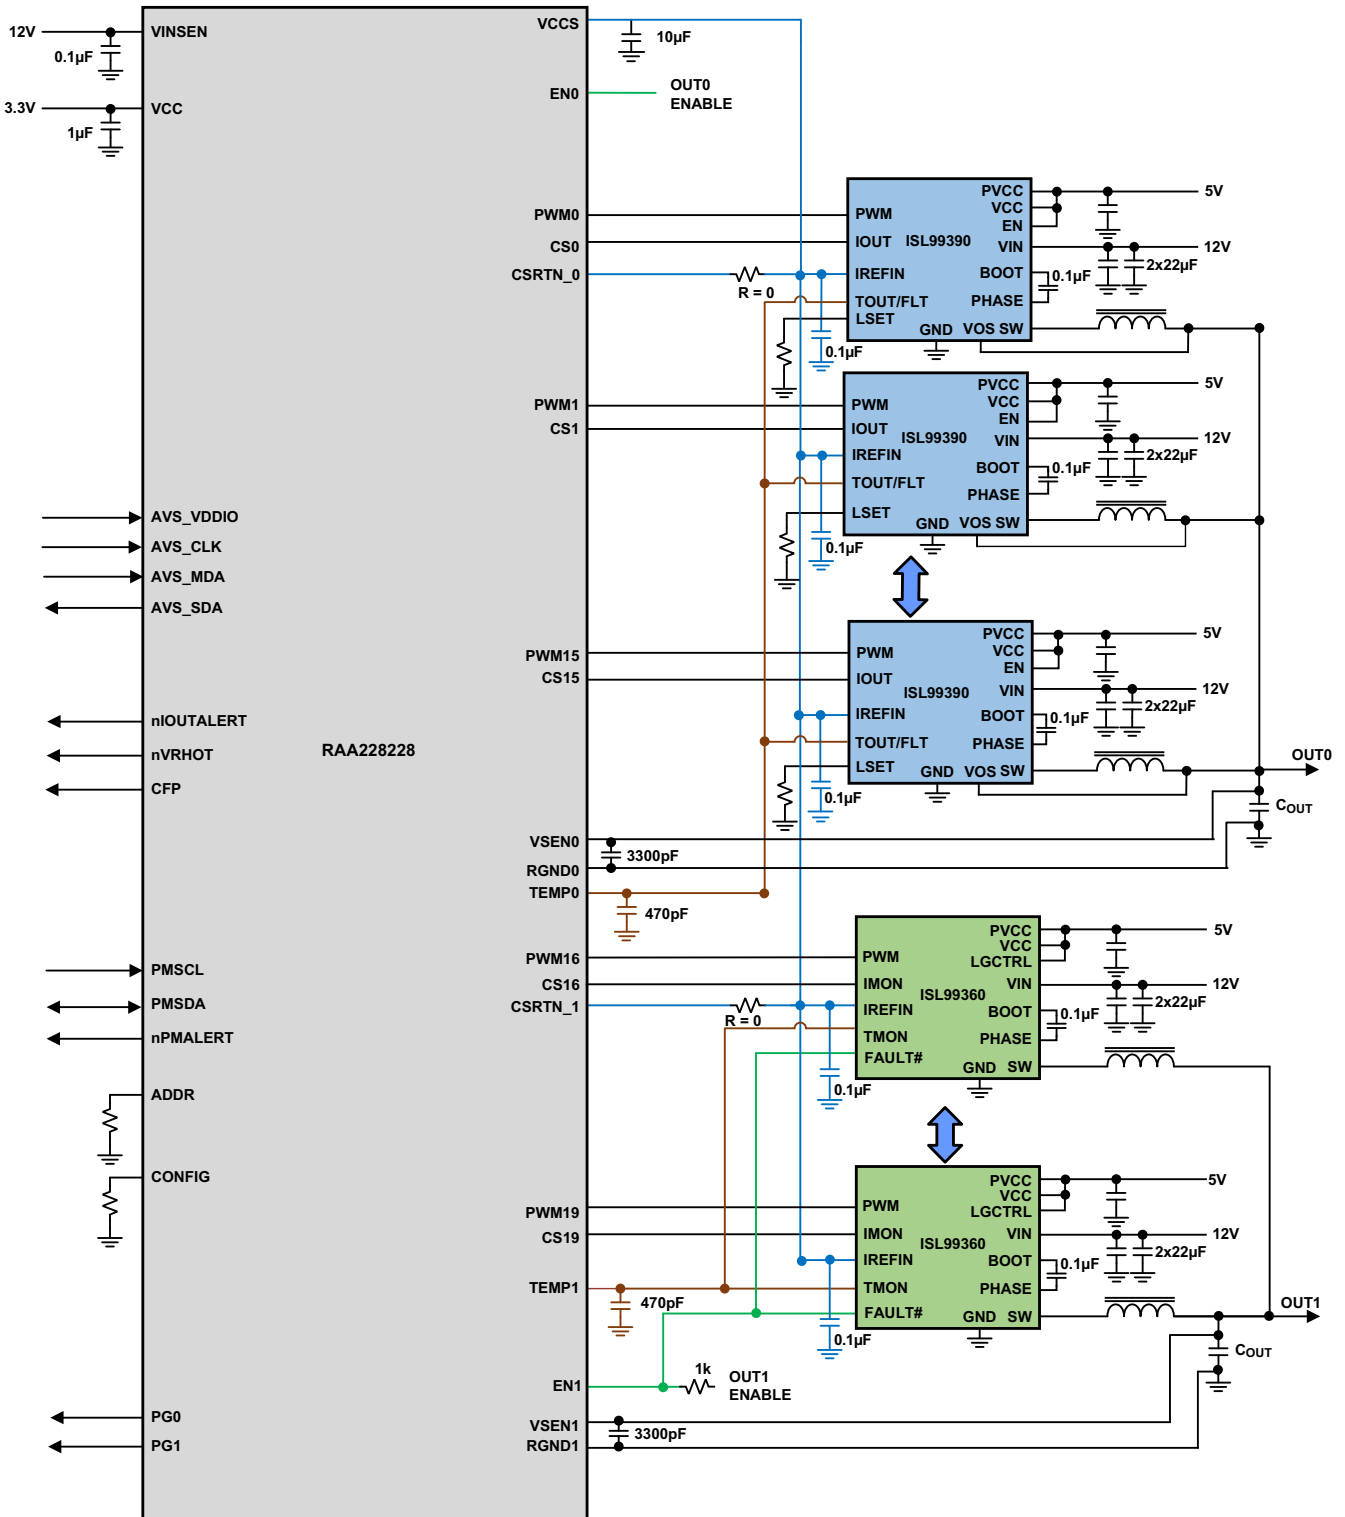 12V
VINSEN
0.1µF
3.3V
VCC
1µF
AVS_VDDIO
AVS_CLK
AVS_MDA
AVS_SDA
nIOUTALERT
nVRHOT
CFP
PMSCL
PMSDA
nPMALERT
ADDR
CONFIG
PG0
PG1
RAA228228
VCCS
10µF
EN0
OUT0
ENABLE
PWM0
CS0
CSRTN_0
R = 0
PWM1
CS1
PWM15
CS15
VSEN0
3300pF
RGND0
TEMP0
470pF
PWM16
CS16
CSRTN_1
R = 0
PWM19
CS19
TEMP1
470pF
EN1
1k
OUT1
ENABLE
VSEN1
3300pF
RGND1
PWM
IOUT
IREFIN
TOUT/FLT
LSET
ISL99390
GND
VOS SW
PVCC
VCC
EN
VIN
BOOT
PHASE
5V
12V
2x22µF
0.1µF
0.1µF
PWM
IOUT
IREFIN
TOUT/FLT
LSET
ISL99390
GND
VOS SW
PVCC
VCC
EN
VIN
BOOT
PHASE
5V
12V
2x22µF
0.1µF
0.1µF
PWM
IOUT
IREFIN
TOUT/FLT
LSET
ISL99390
GND
VOS SW
PVCC
VCC
EN
VIN
BOOT
PHASE
5V
12V
2x22µF
0.1µF
0.1µF
OUT0
COUT
PWM
IMON
IREFIN
TMON
FAULT#
ISL99360
GND
SW
PVCC
VCC
LGCTRL
VIN
BOOT
PHASE
5V
12V
2x22µF
0.1µF
0.1µF
PWM
IMON
IREFIN
TMON
FAULT#
ISL99360
GND
SW
PVCC
VCC
LGCTRL
VIN
BOOT
PHASE
5V
12V
2x22µF
0.1µF
0.1µF
OUT1
COUT